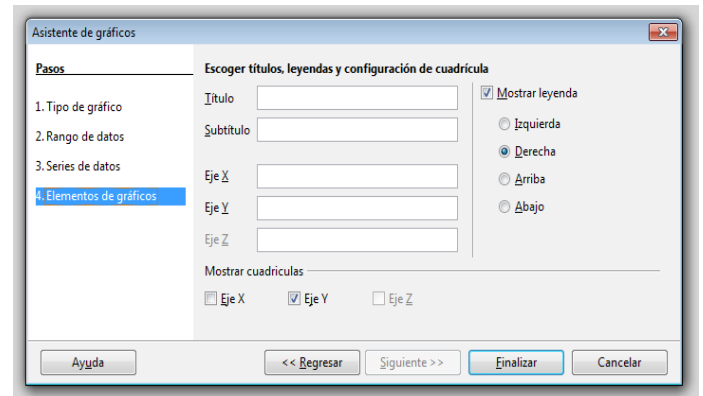 Asistente de gráficos
Pasos
1. Tipo de gráfico
2. Rango de datos
3. Series de datos
4. Elementos de gráficos
Escoger títulos, leyendas y configuración de cuadrícula
Título
Subtítulo
Eje X
Eje Y
Eje Z
Mostrar leyenda
Izquierda
Derecha
Arriba
Abajo
Mostrar cuadriculas
Eje X Eje Y Eje Z
Ayuda << Regresar Siguiente >> Finalizar Cancelar